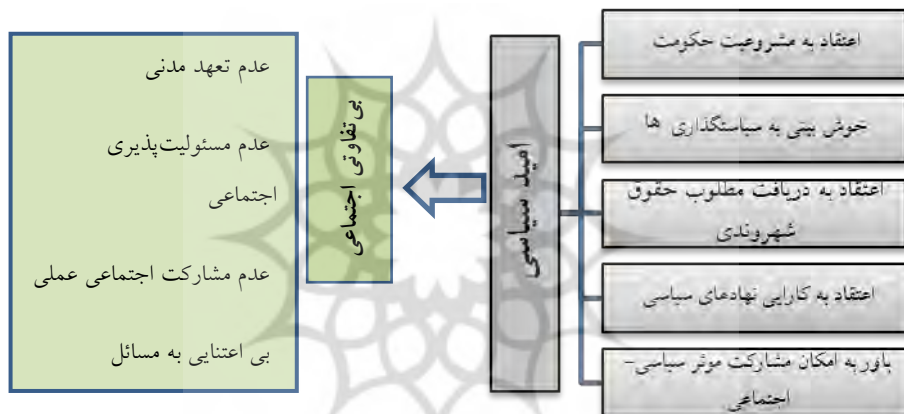 اعتقاد به مشروعیت حکومت
خوش بینی به سیاستگذاری ها
اعتقاد به دریافت مطلوب حقوق
شهروندی
اعتقاد به کارایی نهادهای سیاسی
باور به امکان مشارکت موثر سیاسی-
اجتماعی
امید سیاسی
بی تفاوتی اجتماعی
عدم تعهد مدنی
عدم مسئولیت‌پذیری
اجتماعی
عدم مشارکت اجتماعی عملی
بی اعتنایی به مسائل